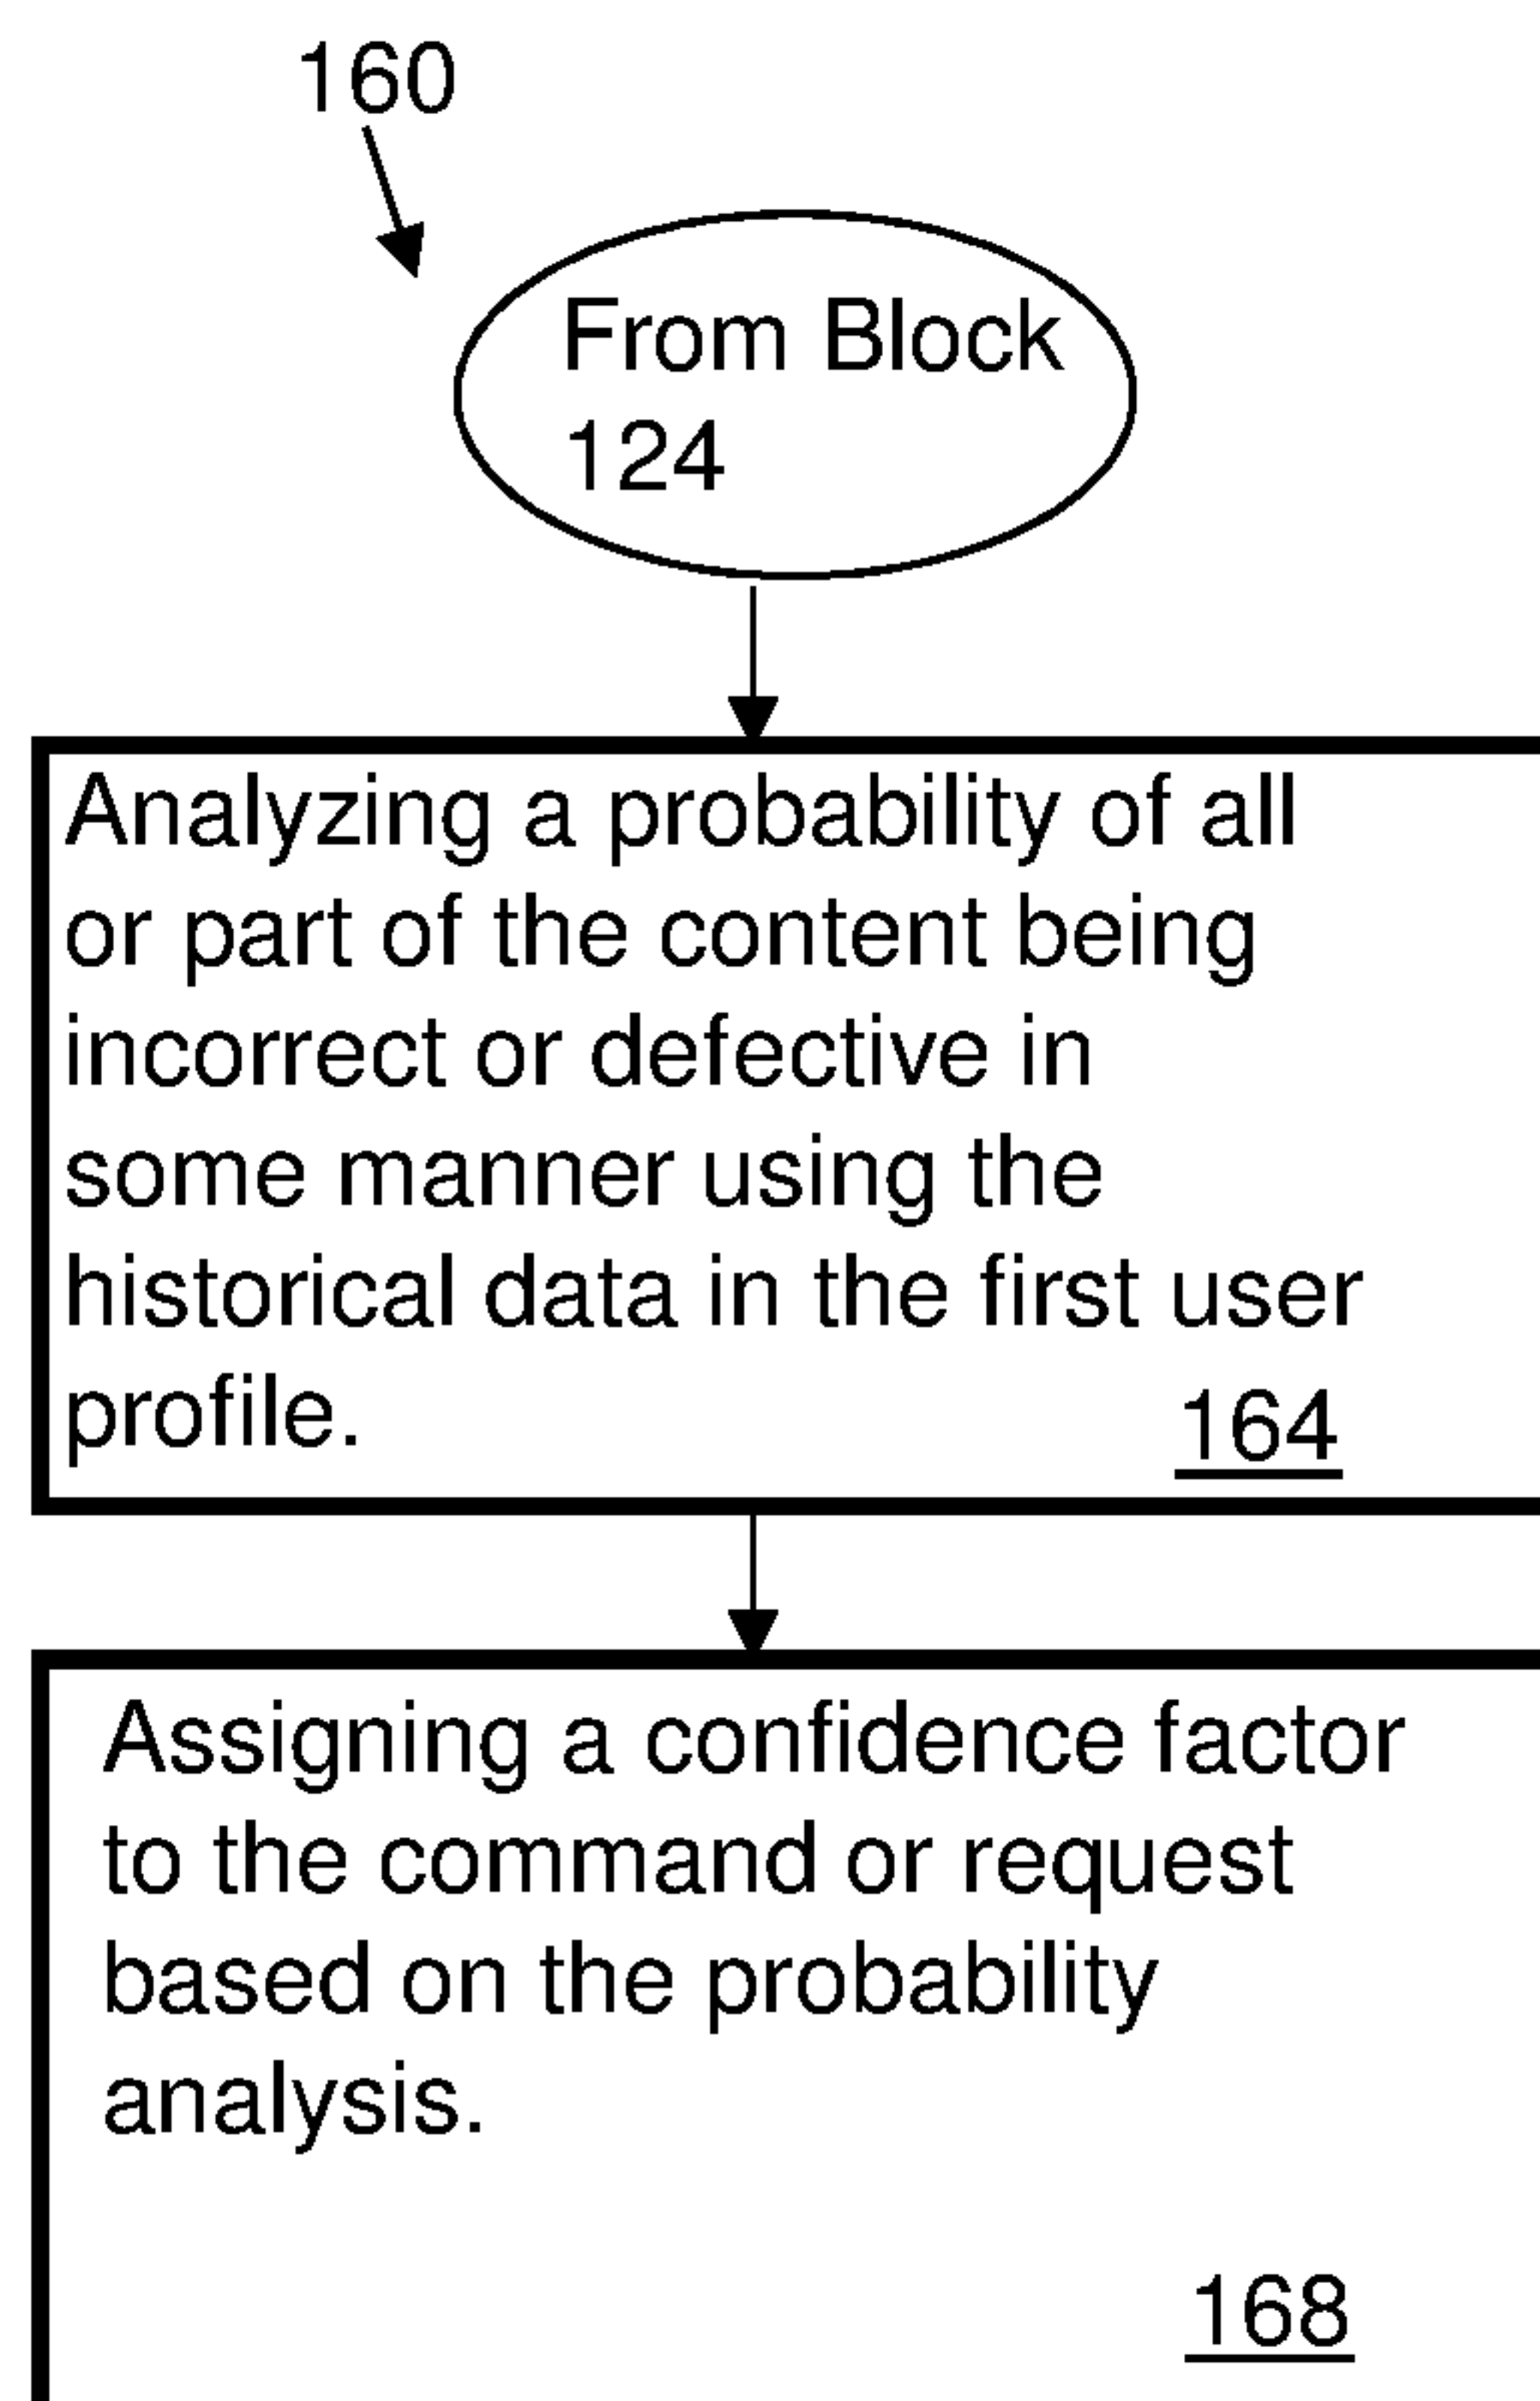 160
From Block
124
Analyzing a probability of all
or part of the content being
incorrect or defective in
some manner using the
historical data in the first user
profile.
164
Assigning a confidence factor
to the command or request
based on the probability
analysis.
168